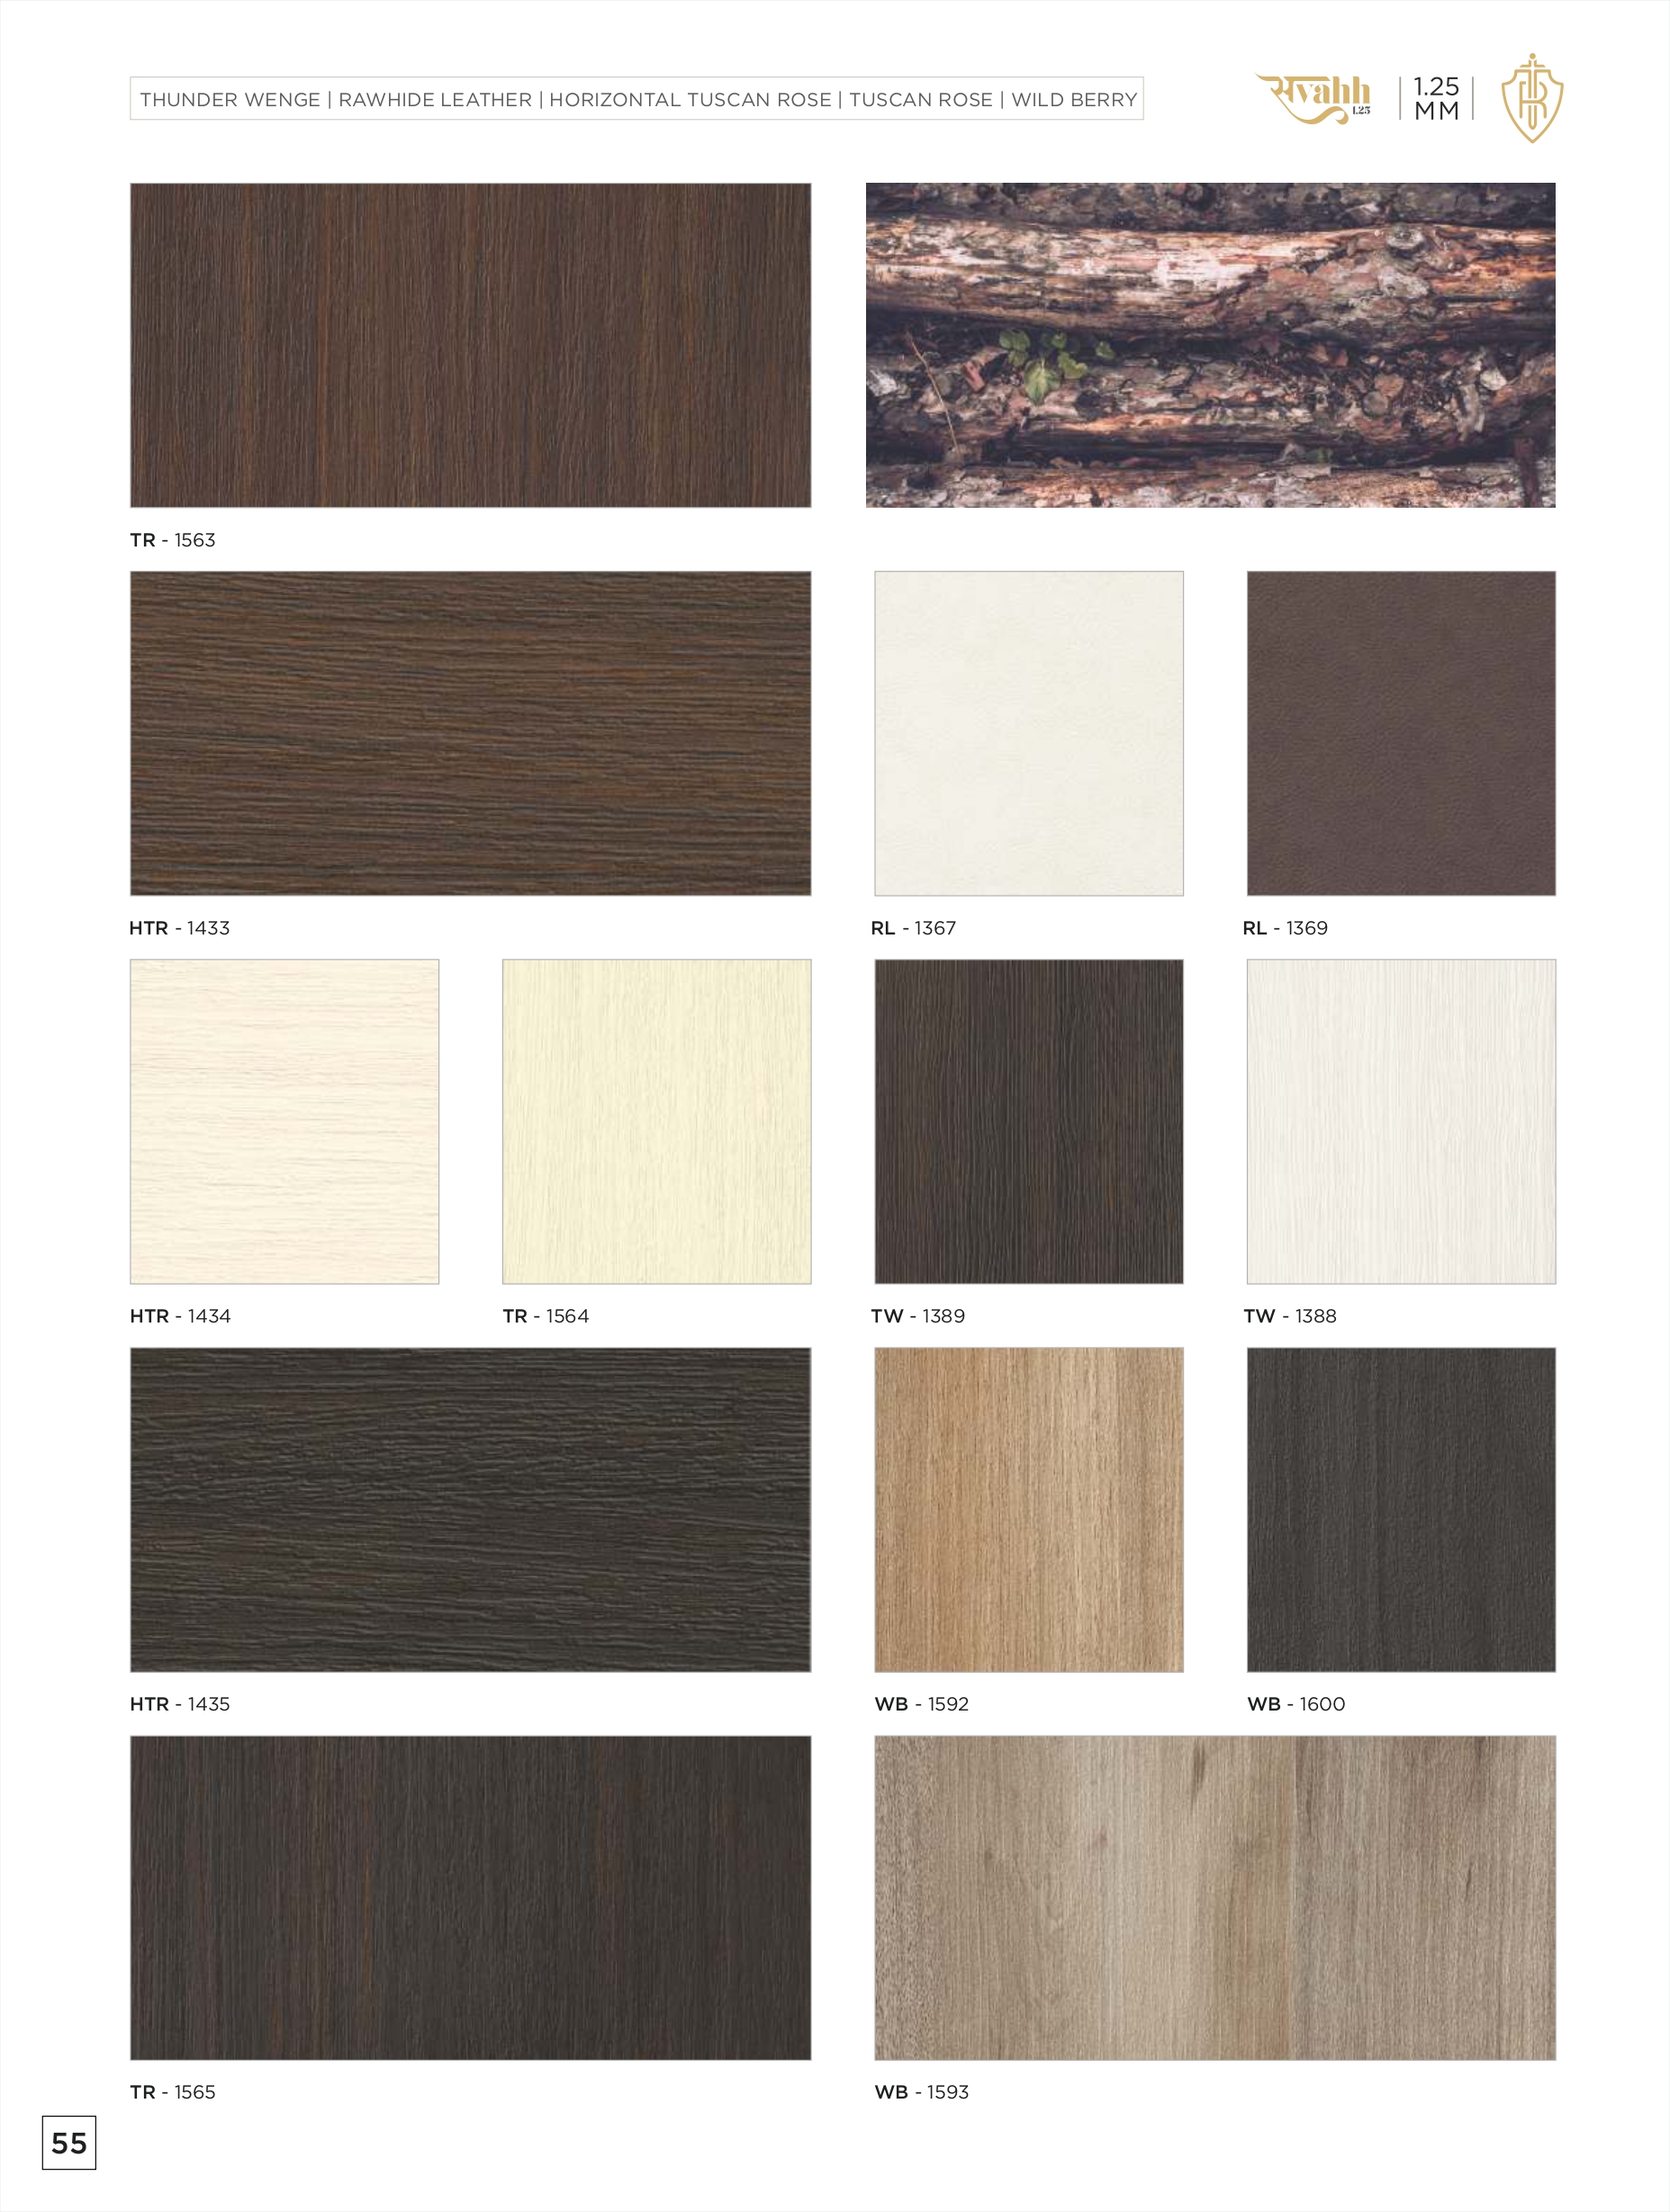 THUNDER WENGE | RAWHIDE LEATHER | HORIZONTAL TUSCAN ROSE | TUSCAN ROSE | WILD BERRY
स्वahh
1.25
1.25
MM
TR - 1563
HTR - 1433
RL - 1367
RL - 1369
HTR - 1434
TR - 1564
TW - 1389
TW - 1388
HTR - 1435
WB - 1592
WB - 1600
TR - 1565
WB - 1593
55